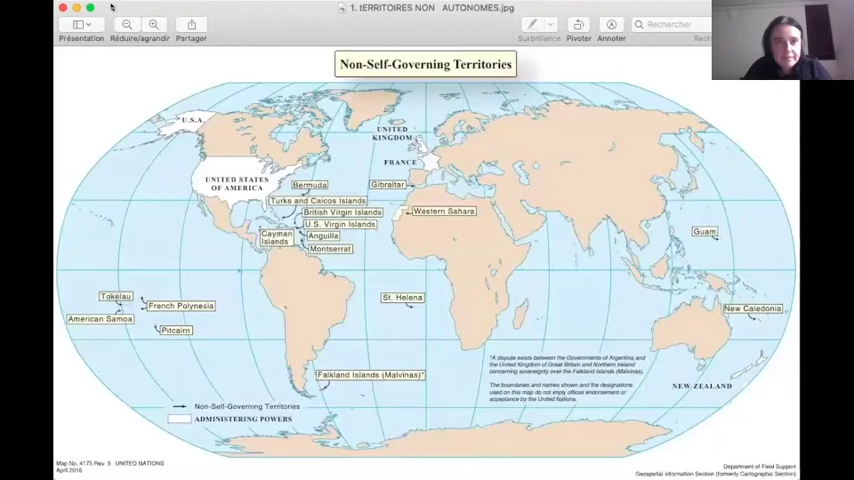 1. tERRITOIRES NON AUTONOMES.jpg
Présentation
Réduire/agrandir
Partager
Surbrillance
Pivoter
Annoter
Rechercher
Non-Self-Governing Territories
U.S.A.
UNITED
KINGDOM
FRANCE
UNITED STATES
OF AMERICA
Bermuda
Gibraltar
Turks and Caicos Islands
British Virgin Islands
Western Sahara
U.S. Virgin Islands
Cayman
Islands
Anguilla
Montserrat
Guam
Tokelau
French Polynesia
St. Helena
New Caledonia
American Samoa
Pitcairn
Falkland Islands (Malvinas)*
*A dispute exists between the Governments of Argentina and
the United Kingdom of Great Britain and Northern Ireland
concerning sovereignty over the Falkland Islands (Malvinas).
The boundaries and names shown and the designations
used on this map do not imply official endorsement or
acceptance by the United Nations.
NEW ZEALAND
Non-Self-Governing Territories
ADMINISTERING POWERS
Map No. 4175 Rev. 9 UNITED NATIONS
April 2016
Department of Field Support
Geospatial Information Section (formerly Cartographic Section)